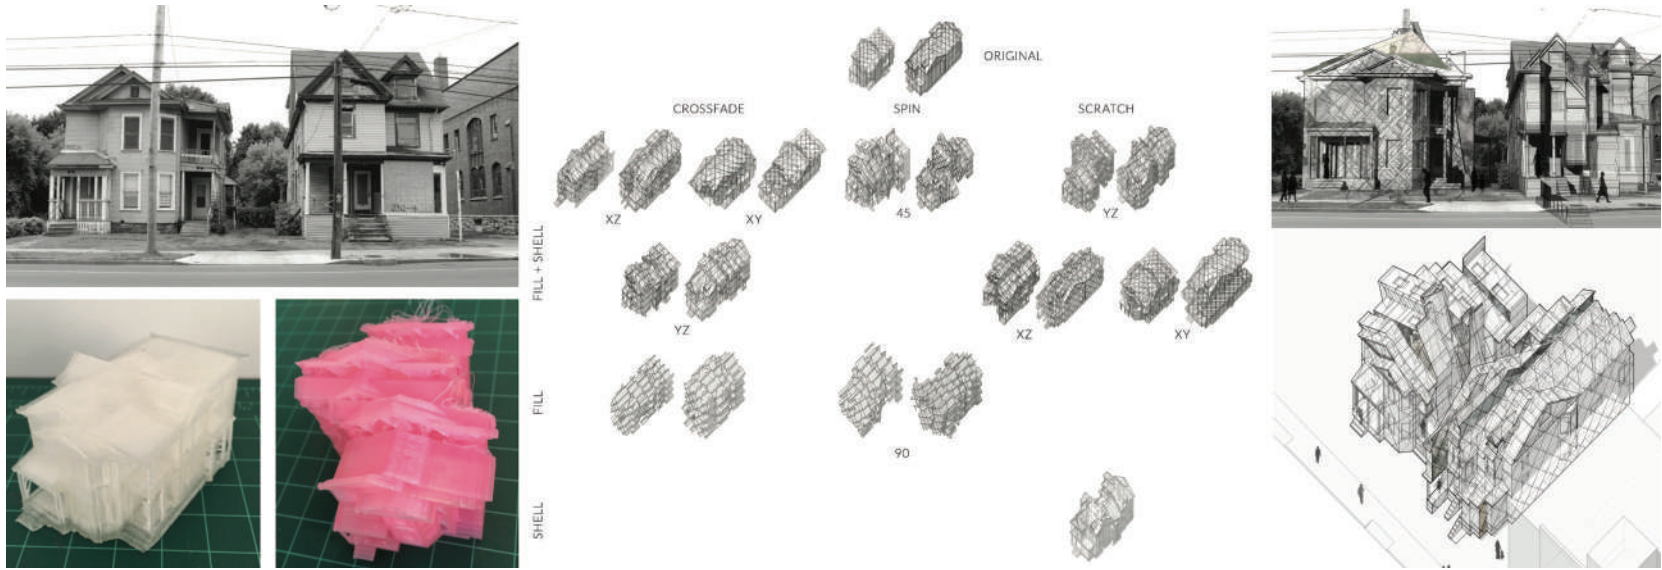 ORIGINAL
CROSSFADE
SPIN
SCRATCH
XZ
XY
45
YZ
FILL + SHELL
YZ
XZ
XY
FILL
90
SHELL